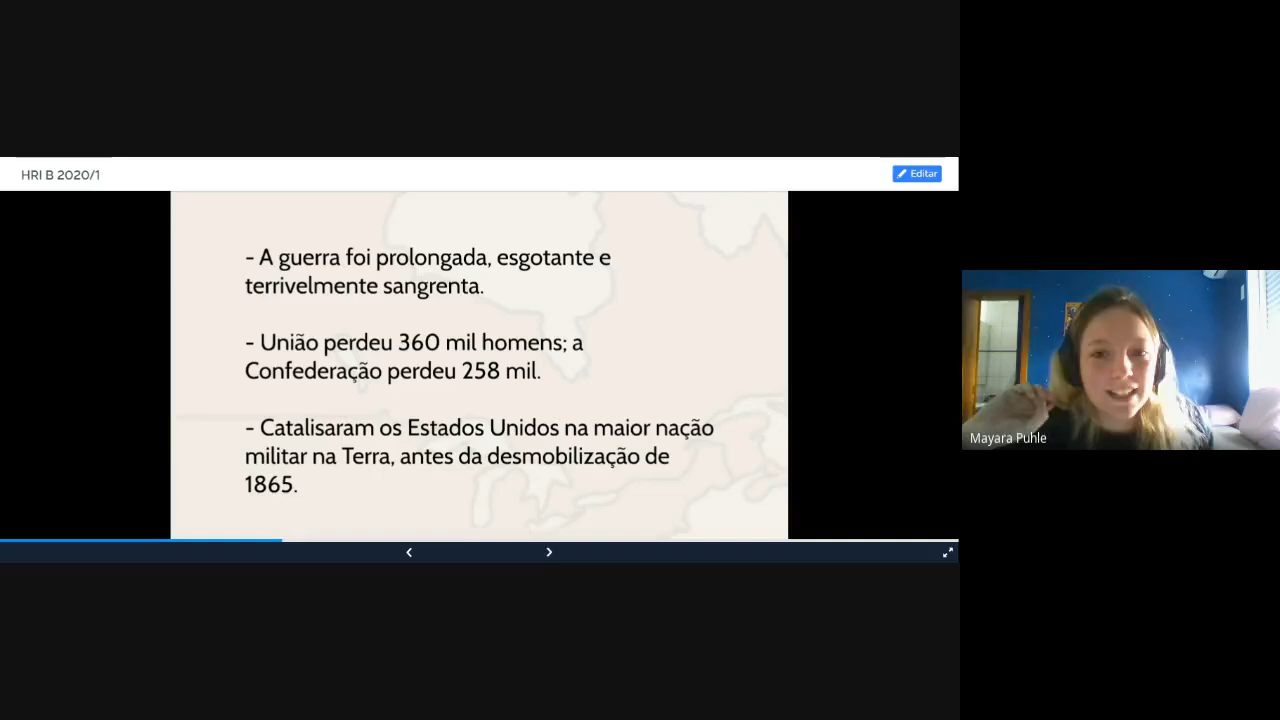 HRI B 2020/1
Editar
- A guerra foi prolongada, esgotante e
terrivelmente sangrenta.
- União perdeu 360 mil homens; a
Confederação perdeu 258 mil.
- Catalisaram os Estados Unidos na maior nação
militar na Terra, antes da desmobilização de
1865.
Mayara Puhle